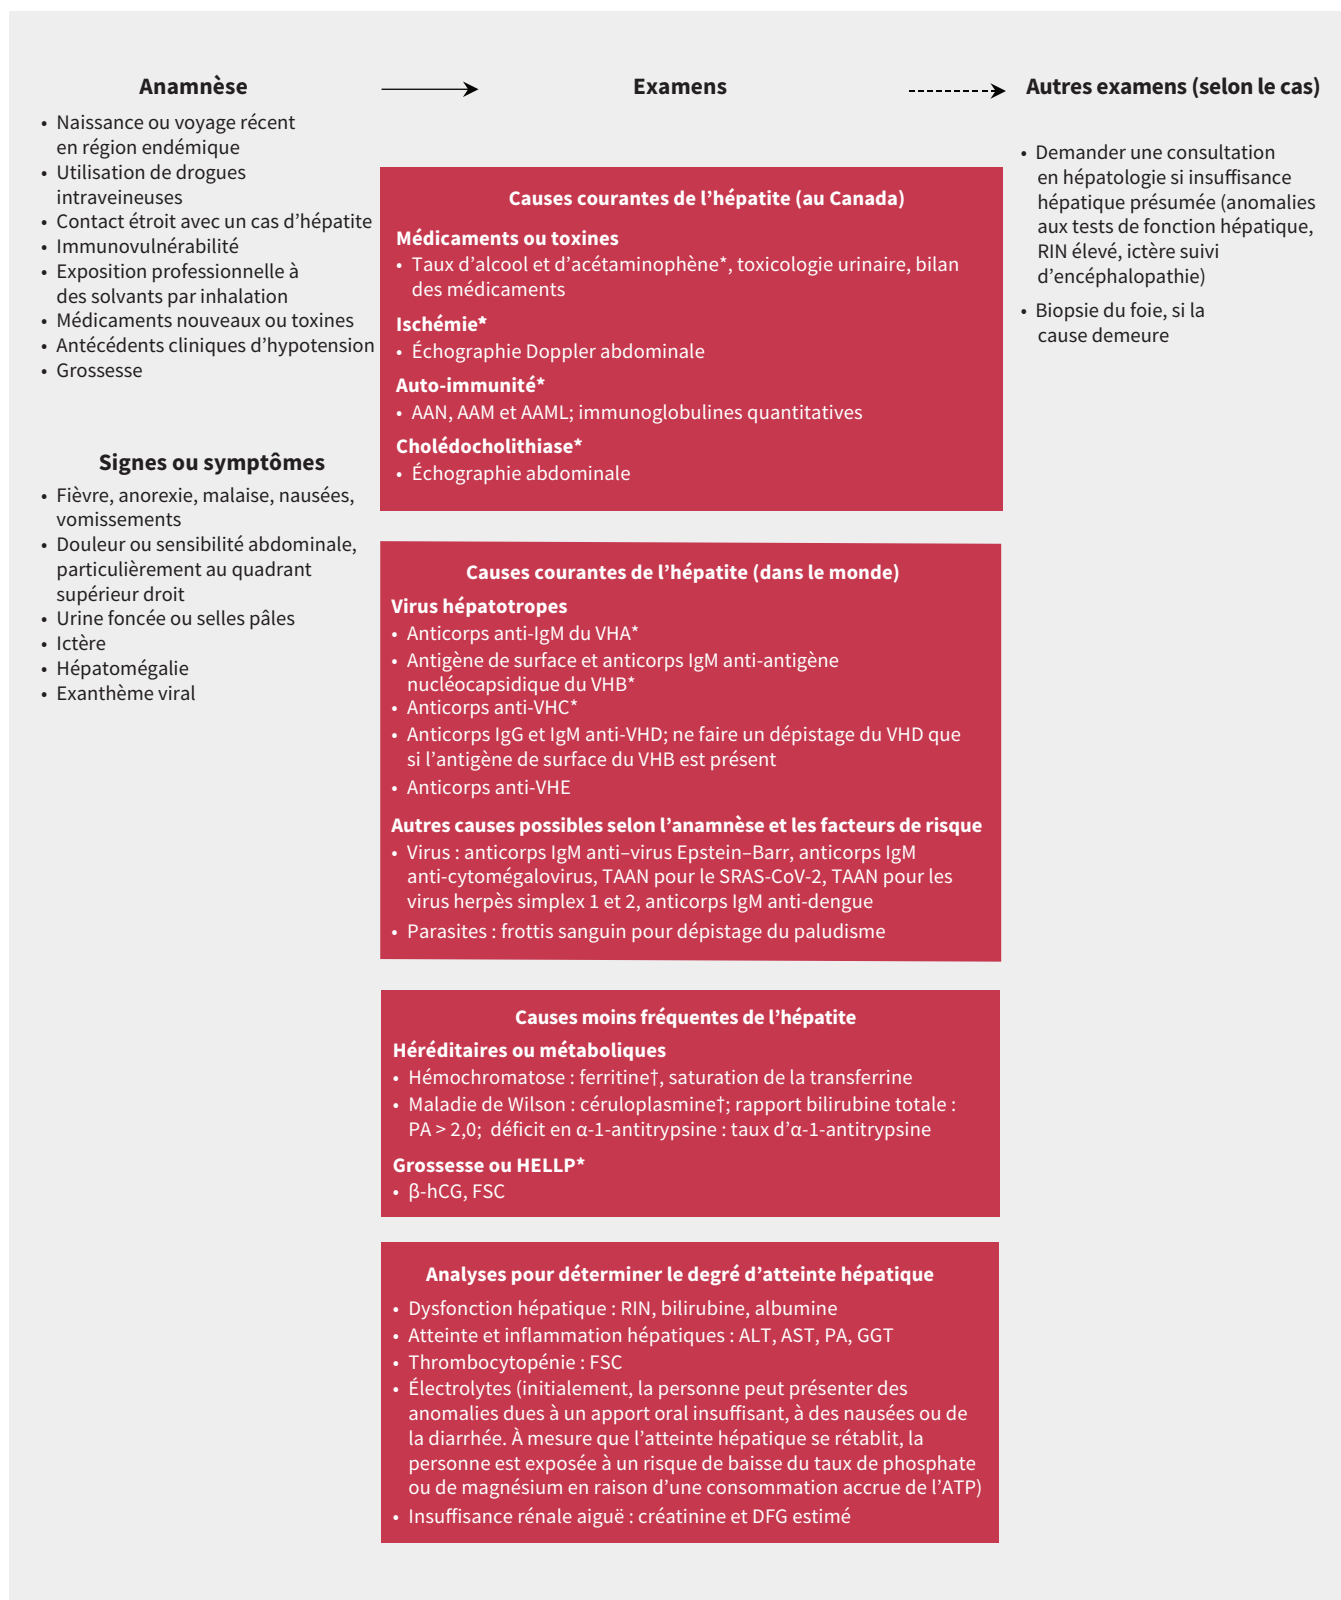 Anamnèse
• Naissance ou voyage récent
en région endémique
• Utilisation de drogues
intraveineuses
• Contact étroit avec un cas d’hépatite
• Immunovulnérabilité
• Exposition professionnelle à
des solvants par inhalation
• Médicaments nouveaux ou toxines
• Antécédents cliniques d’hypotension
• Grossesse
Signes ou symptômes
• Fièvre, anorexie, malaise, nausées,
vomissements
• Douleur ou sensibilité abdominale,
particulièrement au quadrant
supérieur droit
• Urine foncée ou selles pâles
• Ictère
• Hépatomégalie
• Exanthème viral
Examens
Causes courantes de l’hépatite (au Canada)
Médicaments ou toxines
• Taux d’alcool et d’acétaminophène*, toxicologie urinaire, bilan
des médicaments
Ischémie*
• Échographie Doppler abdominale
Auto-immunité*
• AAN, AAM et AAML; immunoglobulines quantitatives
Cholédocholithiase*
• Échographie abdominale
Causes courantes de l’hépatite (dans le monde)
Virus hépatotropes
• Anticorps anti-IgM du VHA*
• Antigène de surface et anticorps IgM anti-antigène
nucléocapsidique du VHB*
• Anticorps anti-VHC*
• Anticorps IgG et IgM anti-VHD; ne faire un dépistage du VHD que
si l’antigène de surface du VHB est présent
• Anticorps anti-VHE
Autres causes possibles selon l’anamnèse et les facteurs de risque
• Virus : anticorps IgM anti–virus Epstein–Barr, anticorps IgM
anti-cytomégalovirus, TAAN pour le SRAS-CoV-2, TAAN pour les
virus herpès simplex 1 et 2, anticorps IgM anti-dengue
• Parasites : frottis sanguin pour dépistage du paludisme
Causes moins fréquentes de l’hépatite
Héréditaires ou métaboliques
• Hémochromatose : ferritine†, saturation de la transferrine
• Maladie de Wilson : céruloplasmine†; rapport bilirubine totale :
PA > 2,0; déficit en α-1-antitrypsine : taux d’α-1-antitrypsine
Grossesse ou HELLP*
• β-hCG, FSC
Analyses pour déterminer le degré d’atteinte hépatique
• Dysfonction hépatique : RIN, bilirubine, albumine
• Atteinte et inflammation hépatiques : ALT, AST, PA, GGT
• Thrombocytopénie : FSC
• Électrolytes (initialement, la personne peut présenter des
anomalies dues à un apport oral insuffisant, à des nausées ou de
la diarrhée. À mesure que l’atteinte hépatique se rétablit, la
personne est exposée à un risque de baisse du taux de phosphate
ou de magnésium en raison d’une consommation accrue de l’ATP)
• Insuffisance rénale aiguë : créatinine et DFG estimé
Autres examens (selon le cas)
• Demander une consultation
en hépatologie si insuffisance
hépatique présumée (anomalies
aux tests de fonction hépatique,
RIN élevé, ictère suivi
d’encéphalopathie)
• Biopsie du foie, si la
cause demeure